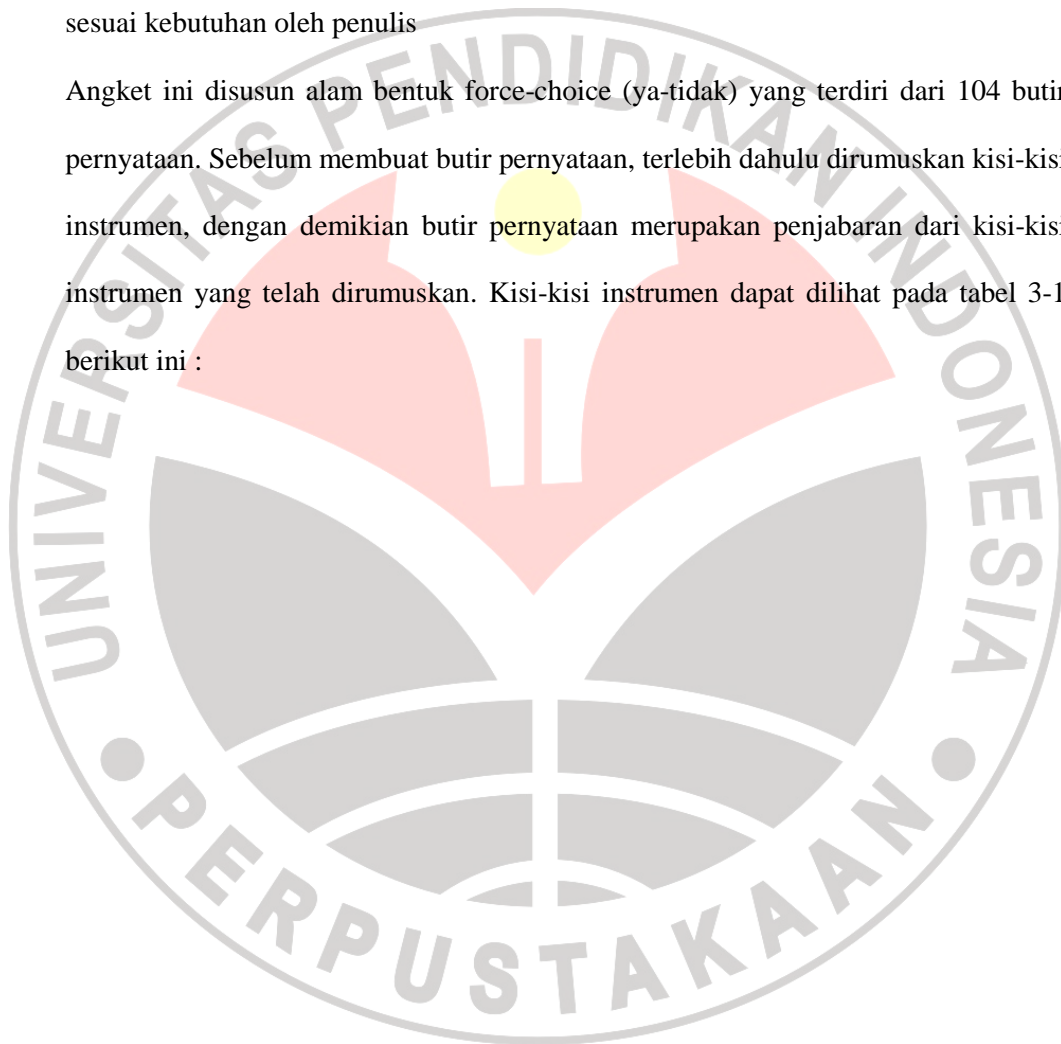 sesuai kebutuhan oleh penulis
Angket ini disusun alam bentuk force-choice (ya-tidak) yang terdiri dari 104 butir
pernyataan. Sebelum membuat butir pernyataan, terlebih dahulu dirumuskan kisi-kisi
instrumen, dengan demikian butir pernyataan merupakan penjabaran dari kisi-kisi
instrumen yang telah dirumuskan. Kisi-kisi instrumen dapat dilihat pada tabel 3-1
berikut ini :
UNIVERSITAS PENDIDIKAN INDONESIA
PERPUSTAKAAN